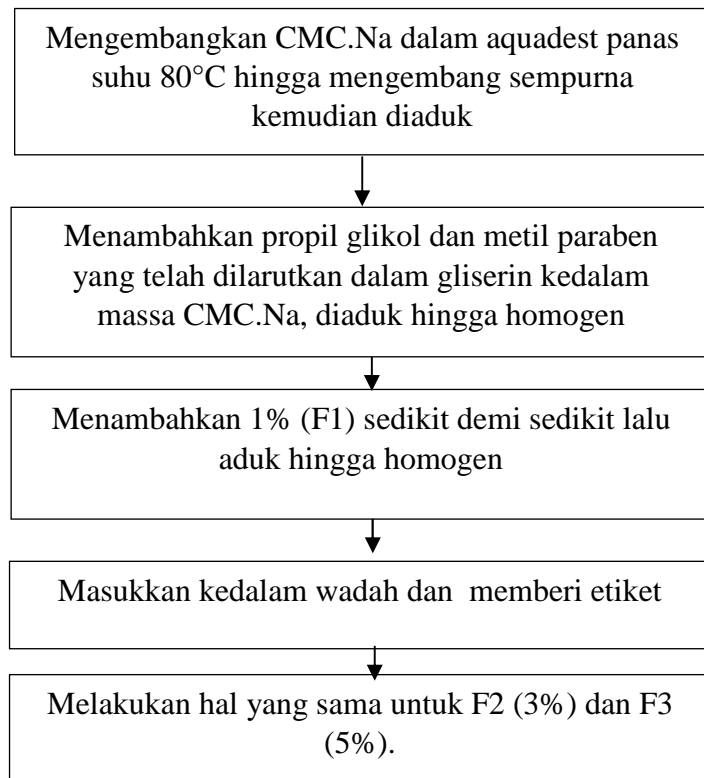 Mengembangkan CMC.Na dalam aquadest panas
suhu 80°C hingga mengembang sempurna
kemudian diaduk
Menambahkan propil glikol dan metil paraben
yang telah dilarutkan dalam gliserin kedalam
massa CMC.Na, diaduk hingga homogen
Menambahkan 1% (F1) sedikit demi sedikit lalu
aduk hingga homogen
Masukkan kedalam wadah dan  memberi etiket
Melakukan hal yang sama untuk F2 (3%) dan F3
(5%).